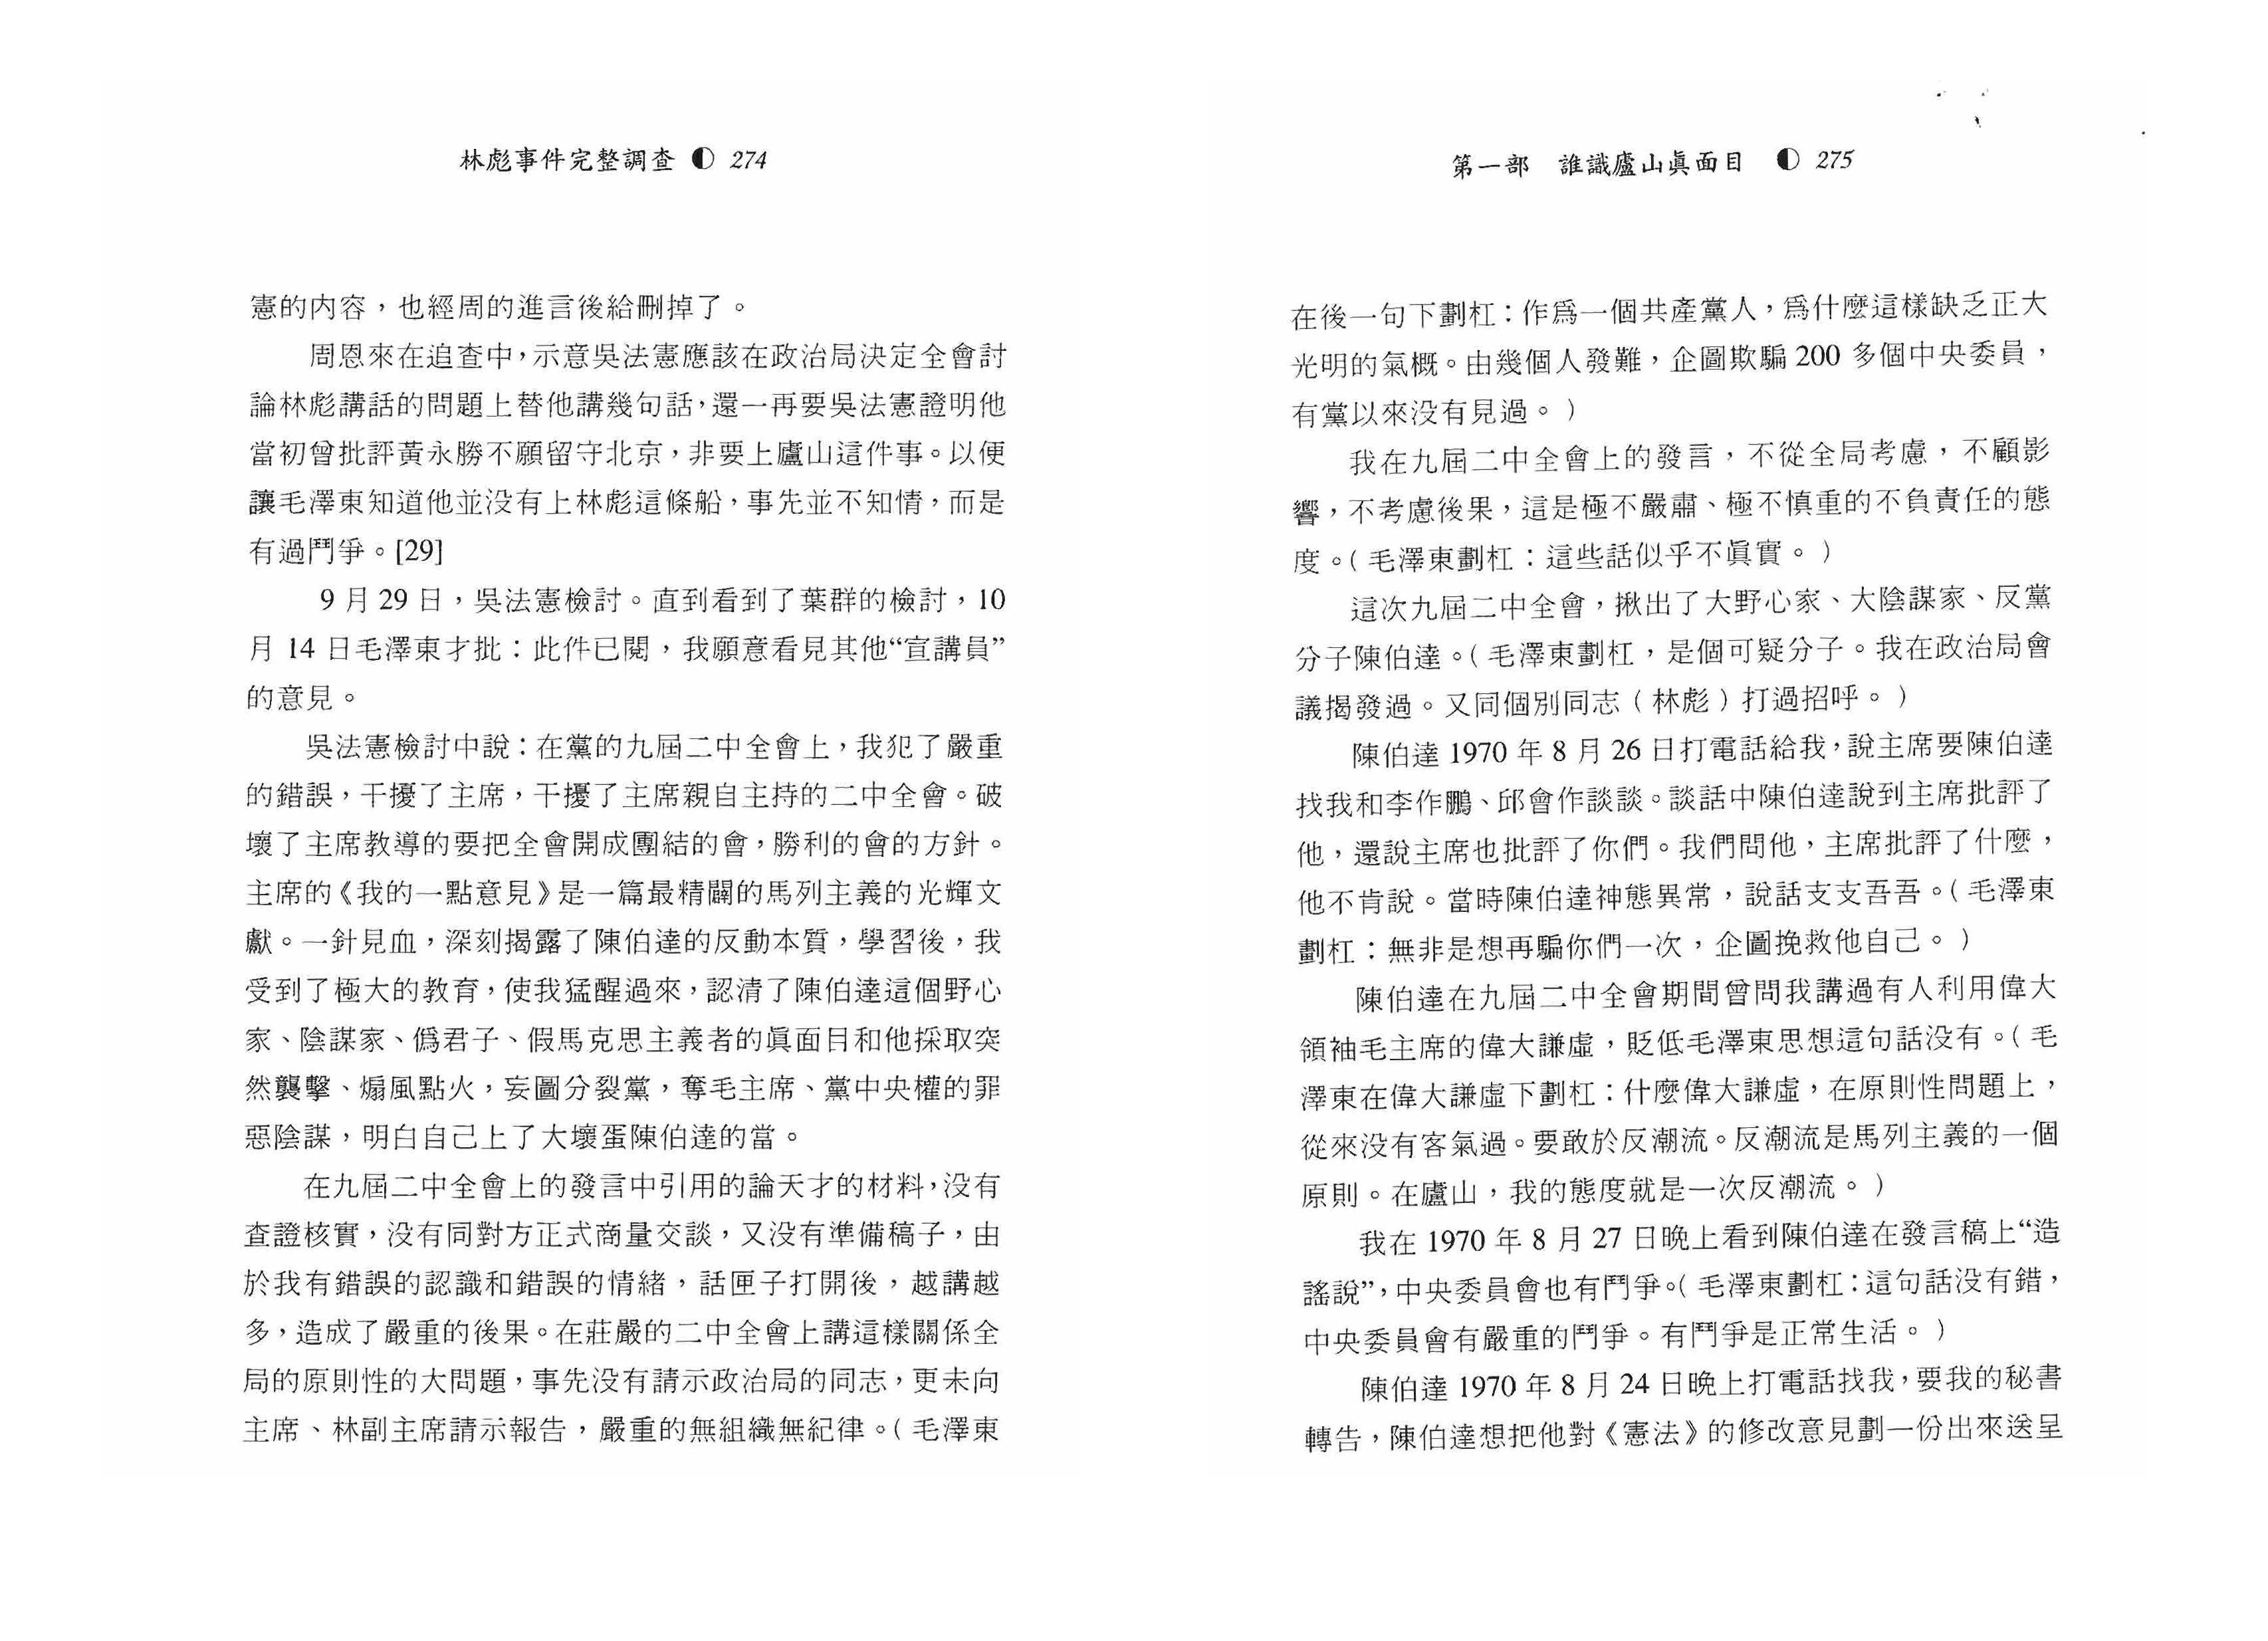 林彪事件完整調查 ◐ 274
憲的内容，也經周的進言後給刪掉了。
周恩來在追查中，示意吳法憲應該在政治局決定全會討
論林彪講話的問題上替他講幾句話，還一再要吳法憲證明他
當初曾批評黃永勝不願留守北京，非要上廬山這件事。以便
讓毛澤東知道他並没有上林彪這條船，事先並不知情，而是
有過鬥爭。[29]
9 月 29 日，吳法憲檢討。直到看到了葉群的檢討，10
月 14 日毛澤東才批：此件已閱，我願意看見其他“宣講員”
的意見。
吳法憲檢討中說：在黨的九屆二中全會上，我犯了嚴重
的錯誤，干擾了主席，干擾了主席親自主持的二中全會。破
壞了主席教導的要把全會開成團結的會，勝利的會的方針。
主席的《我的一點意見》是一篇最精闢的馬列主義的光輝文
獻。一針見血，深刻揭露了陳伯達的反動本質，學習後，我
受到了極大的教育，使我猛醒過來，認清了陳伯達這個野心
家、陰謀家、僞君子、假馬克思主義者的眞面目和他採取突
然襲擊、煽風點火，妄圖分裂黨，奪毛主席、黨中央權的罪
惡陰謀，明白自己上了大壞蛋陳伯達的當。
在九屆二中全會上的發言中引用的論天才的材料，没有
查證核實，没有同對方正式商量交談，又没有準備稿子，由
於我有錯誤的認識和錯誤的情緒，話匣子打開後，越講越
多，造成了嚴重的後果。在莊嚴的二中全會上講這樣關係全
局的原則性的大問題，事先没有請示政治局的同志，更未向
主席、林副主席請示報告，嚴重的無組織無紀律。（毛澤東
第一部 誰識廬山眞面目 ◐ 275
在後一句下劃杠：作爲一個共產黨人，爲什麼這樣缺乏正大
光明的氣概。由幾個人發難，企圖欺騙 200 多個中央委員，
有黨以來没有見過。）
我在九屆二中全會上的發言，不從全局考慮，不顧影
響，不考慮後果，這是極不嚴肅、極不慎重的不負責任的態
度。（毛澤東劃杠：這些話似乎不眞實。）
這次九屆二中全會，揪出了大野心家、大陰謀家、反黨
分子陳伯達。（毛澤東劃杠，是個可疑分子。我在政治局會
議揭發過。又同個別同志（林彪）打過招呼。）
陳伯達 1970 年 8 月 26 日打電話給我，說主席要陳伯達
找我和李作鵬、邱會作談談。談話中陳伯達說到主席批評了
他，還說主席也批評了你們。我們問他，主席批評了什麼，
他不肯說。當時陳伯達神態異常，說話支支吾吾。（毛澤東
劃杠：無非是想再騙你們一次，企圖挽救他自己。）
陳伯達在九屆二中全會期間曾問我講過有人利用偉大
領袖毛主席的偉大謙虛，貶低毛澤東思想這句話没有。（毛
澤東在偉大謙虛下劃杠：什麼偉大謙虛，在原則性問題上，
從來没有客氣過。要敢於反潮流。反潮流是馬列主義的一個
原則。在廬山，我的態度就是一次反潮流。）
我在 1970 年 8 月 27 日晚上看到陳伯達在發言稿上“造
謠說”，中央委員會也有鬥爭。（毛澤東劃杠：這句話没有錯，
中央委員會有嚴重的鬥爭。有鬥爭是正常生活。）
陳伯達 1970 年 8 月 24 日晚上打電話找我，要我的秘書
轉告，陳伯達想把他對《憲法》的修改意見劃一份出來送呈